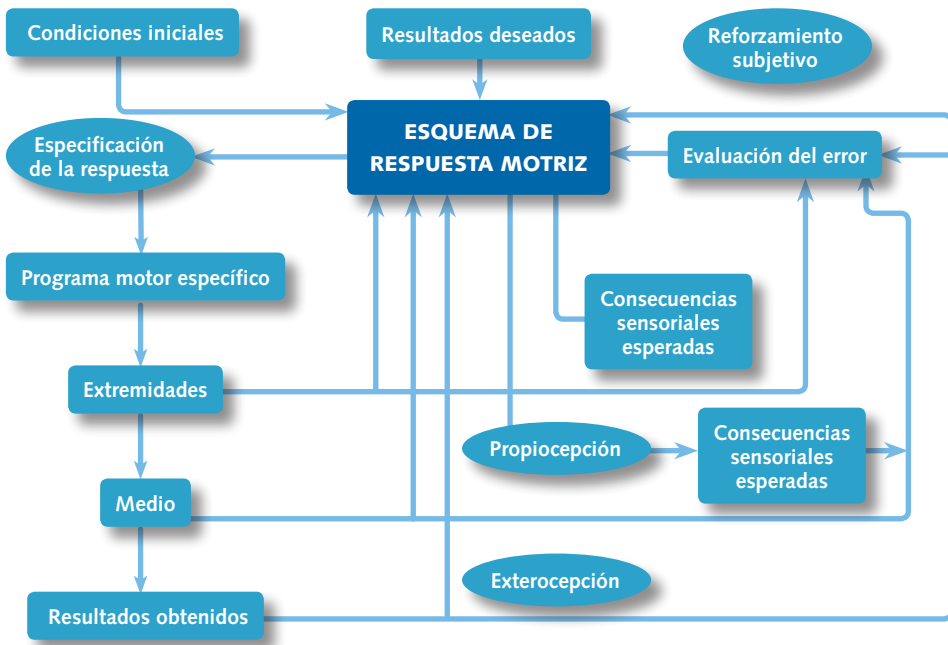 Condiciones iniciales
Resultados deseados
Reforzamiento
subjetivo
ESQUEMA DE
RESPUESTA MOTRIZ
Especificación
de la respuesta
Evaluación del error
Programa motor específico
Consecuencias
sensoriales
esperadas
Extremidades
Propiocepción
Consecuencias
sensoriales
esperadas
Medio
Exterocepción
Resultados obtenidos